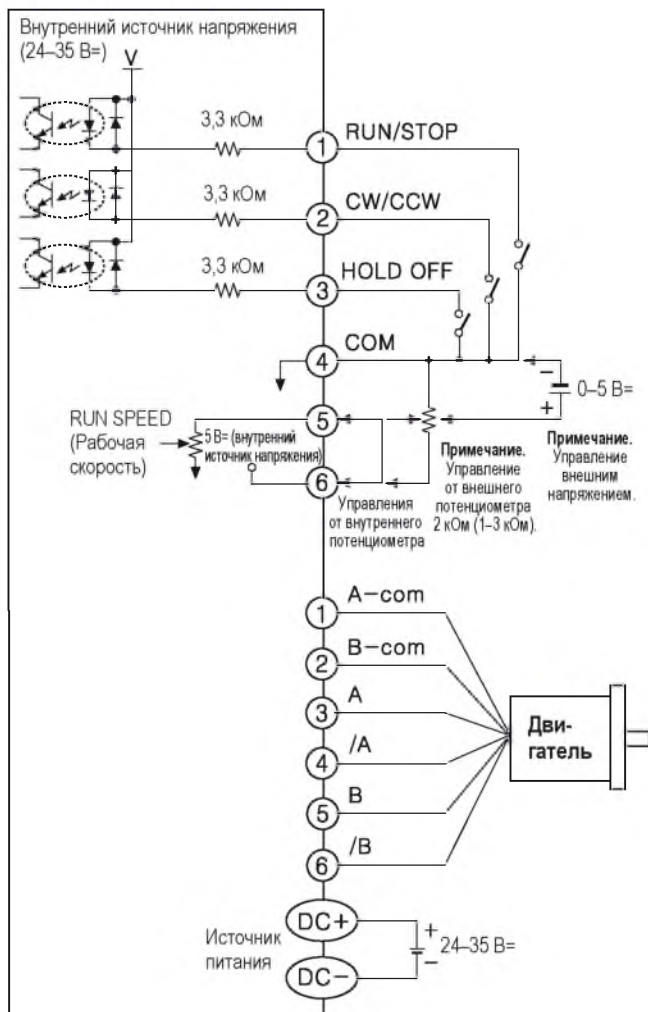 Внутренний источник напряжения
(24–35 В=)
V
3,3 кОм
1
RUN/STOP
3,3 кОм
2
CW/CCW
3,3 кОм
3
HOLD OFF
4
COM
–
+
0–5 В=
RUN SPEED
(Рабочая
скорость)
5 В= (внутренний
источник напряжения)
5
6
Управления
от внутреннего
потенциометра
Примечание.
Управление
от внешнего
потенциометра
2 кОм (1–3 кОм).
Примечание.
Управление
внешним
напряжением.
1
A-com
2
B-com
3
A
4
/A
5
B
6
/B
Дви-
гатель
Источник
питания
DC+
DC-
+
–
24–35 В=